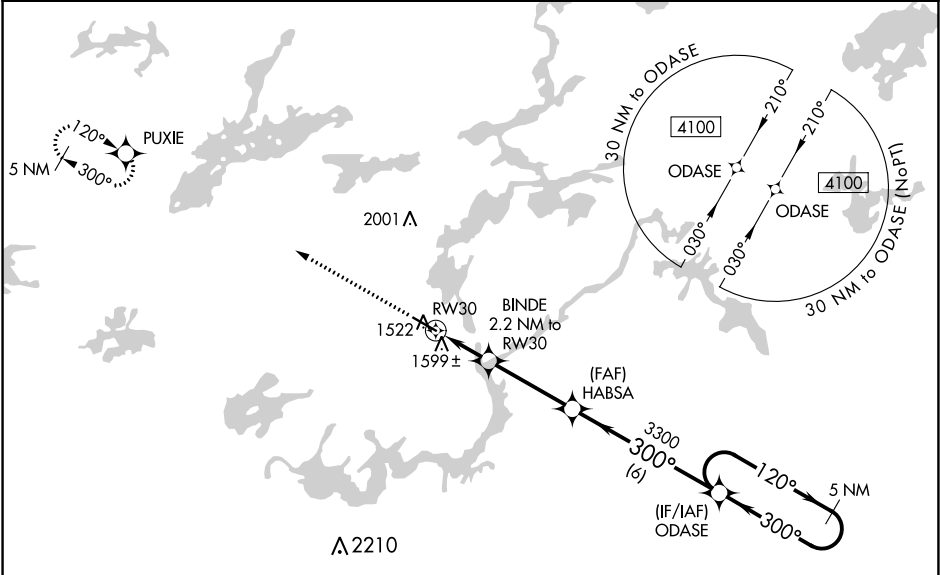 PUXIE
120°
300°
5 NM
2001
30 NM to ODASE
4100
210°
ODASE
030°
210°
4100
ODASE
030°
30 NM to ODASE (NoPT)
RW30
1522
1599 ±
BINDE
2.2 NM to
RW30
(FAF)
HABSA
3300
300°
(6)
120°
5 NM
300°
(IF/IAF)
ODASE
2210